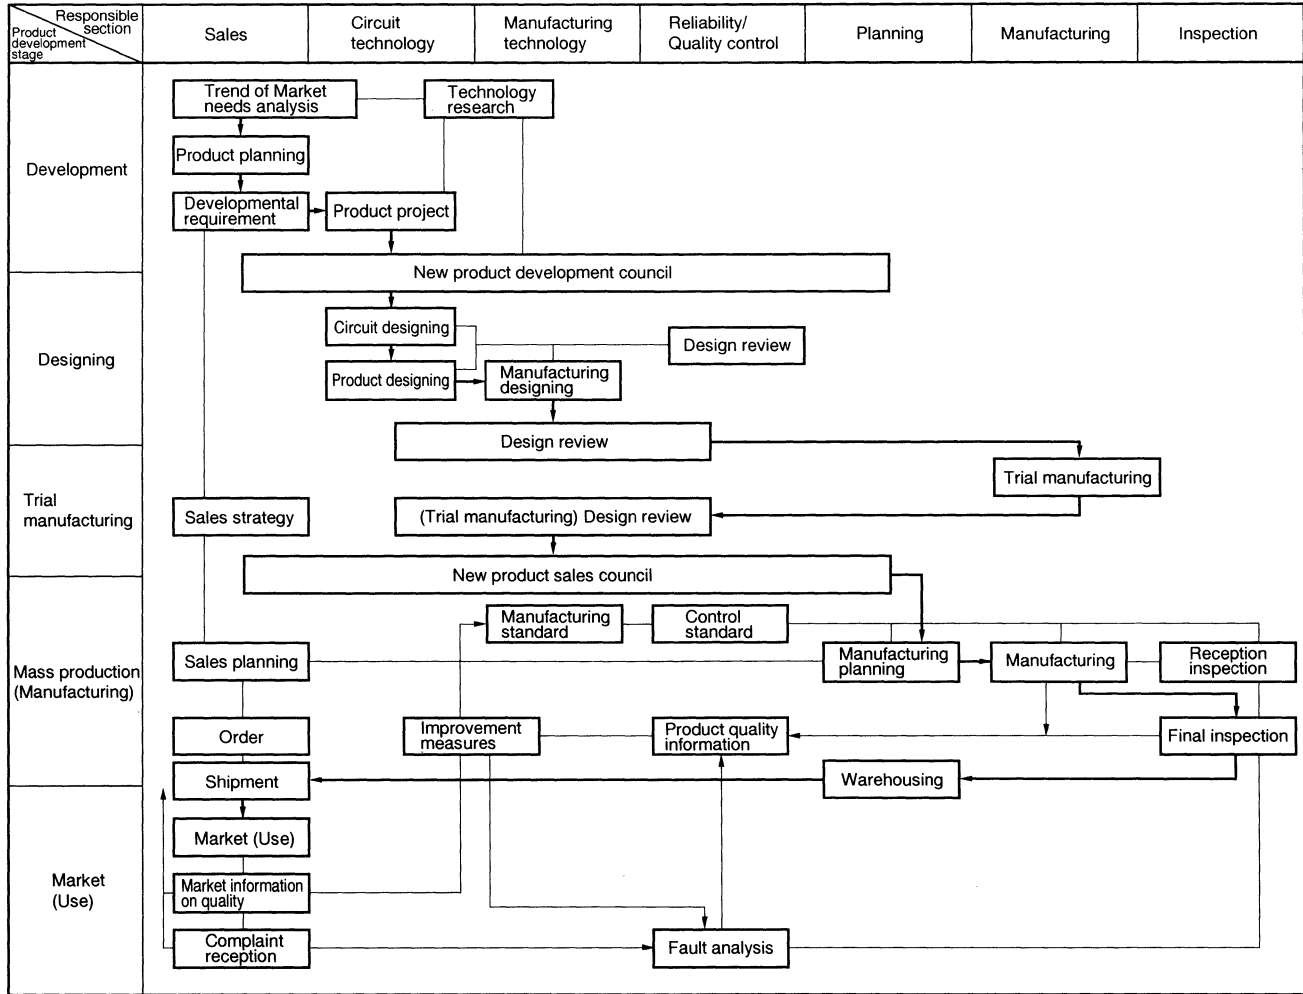 Responsible
section
Product
development
stage
Sales
Circuit
technology
Manufacturing
technology
Reliability/
Quality control
Planning
Manufacturing
Inspection
Development
Trend of Market
needs analysis
Technology
research
Product planning
Developmental
requirement
Product project
New product development council
Designing
Circuit designing
Design review
Product designing
Manufacturing
designing
Design review
Trial
manufacturing
Trial manufacturing
Sales strategy
(Trial manufacturing) Design review
New product sales council
Mass production
(Manufacturing)
Manufacturing
standard
Control
standard
Sales planning
Manufacturing
planning
Manufacturing
Reception
inspection
Order
Improvement
measures
Product quality
information
Final inspection
Shipment
Warehousing
Market
(Use)
Market (Use)
Market information
on quality
Complaint
reception
Fault analysis